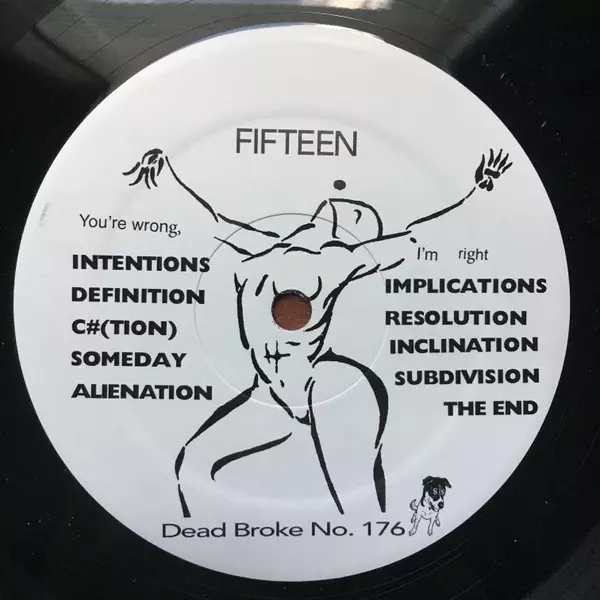 FIFTEEN
You're wrong,
INTENTIONS
DEFINITION
C#(TION)
SOMEDAY
ALIENATION
I'm right
IMPLICATIONS
RESOLUTION
INCLINATION
SUBDIVISION
THE END
Dead Broke No. 176